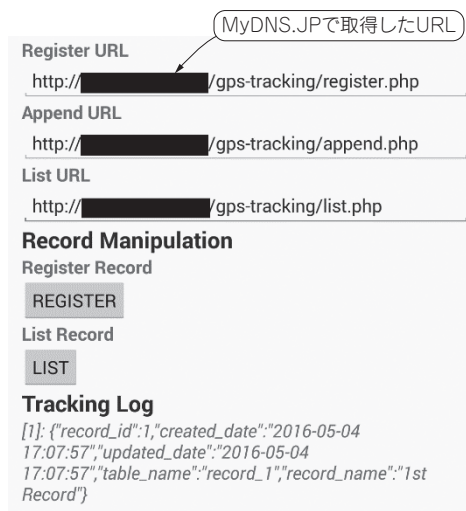 MyDNS.JPで取得したURL
Register URL
http:// /gps-tracking/register.php
Append URL
http:// /gps-tracking/append.php
List URL
http:// /gps-tracking/list.php
Record Manipulation
Register Record
REGISTER
List Record
LIST
Tracking Log
[1]: {"record_id":1,"created_date":"2016-05-04
17:07:57","updated_date":"2016-05-04
17:07:57","table_name":"record_1","record_name":"1st
Record"}